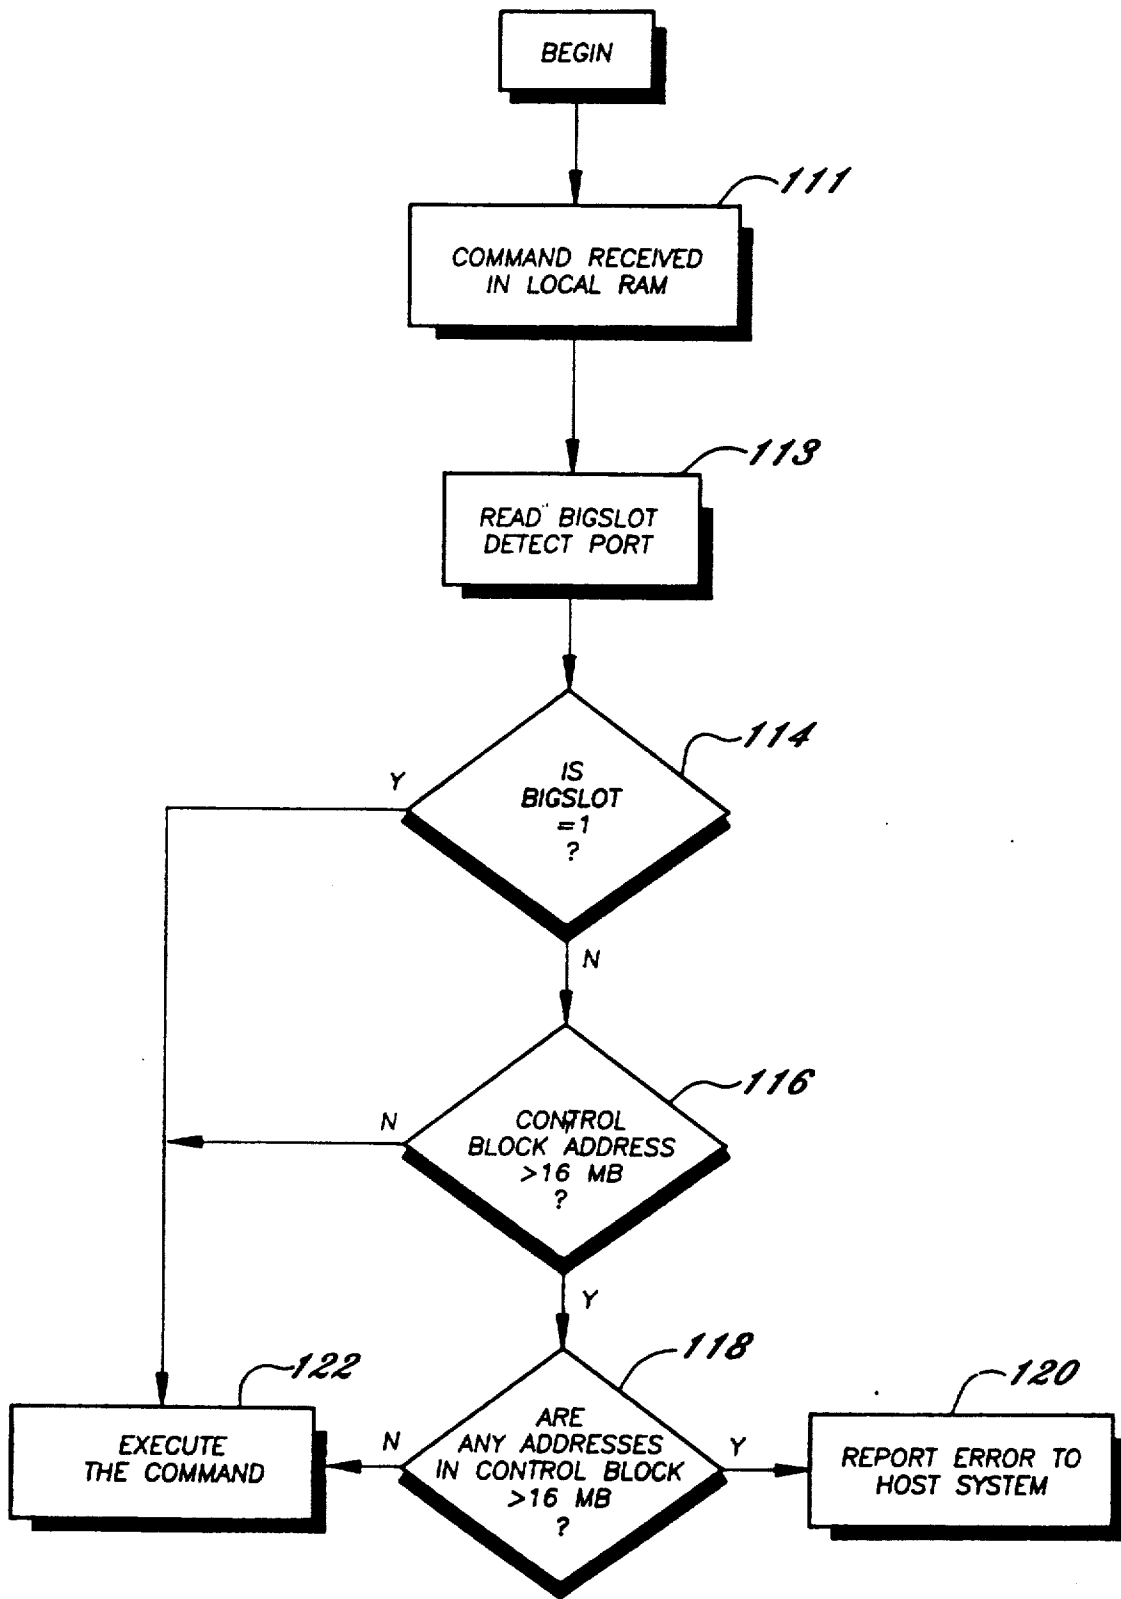 BEGIN
111
COMMAND RECEIVED
IN LOCAL RAM
113
READ BIGSLOT
DETECT PORT
114
IS
BIGSLOT
=1
?
Y
N
116
CONTROL
BLOCK ADDRESS
>16 MB
?
N
Y
118
ARE
ANY ADDRESSES
IN CONTROL BLOCK
>16 MB
?
N
Y
122
EXECUTE
THE COMMAND
120
REPORT ERROR TO
HOST SYSTEM